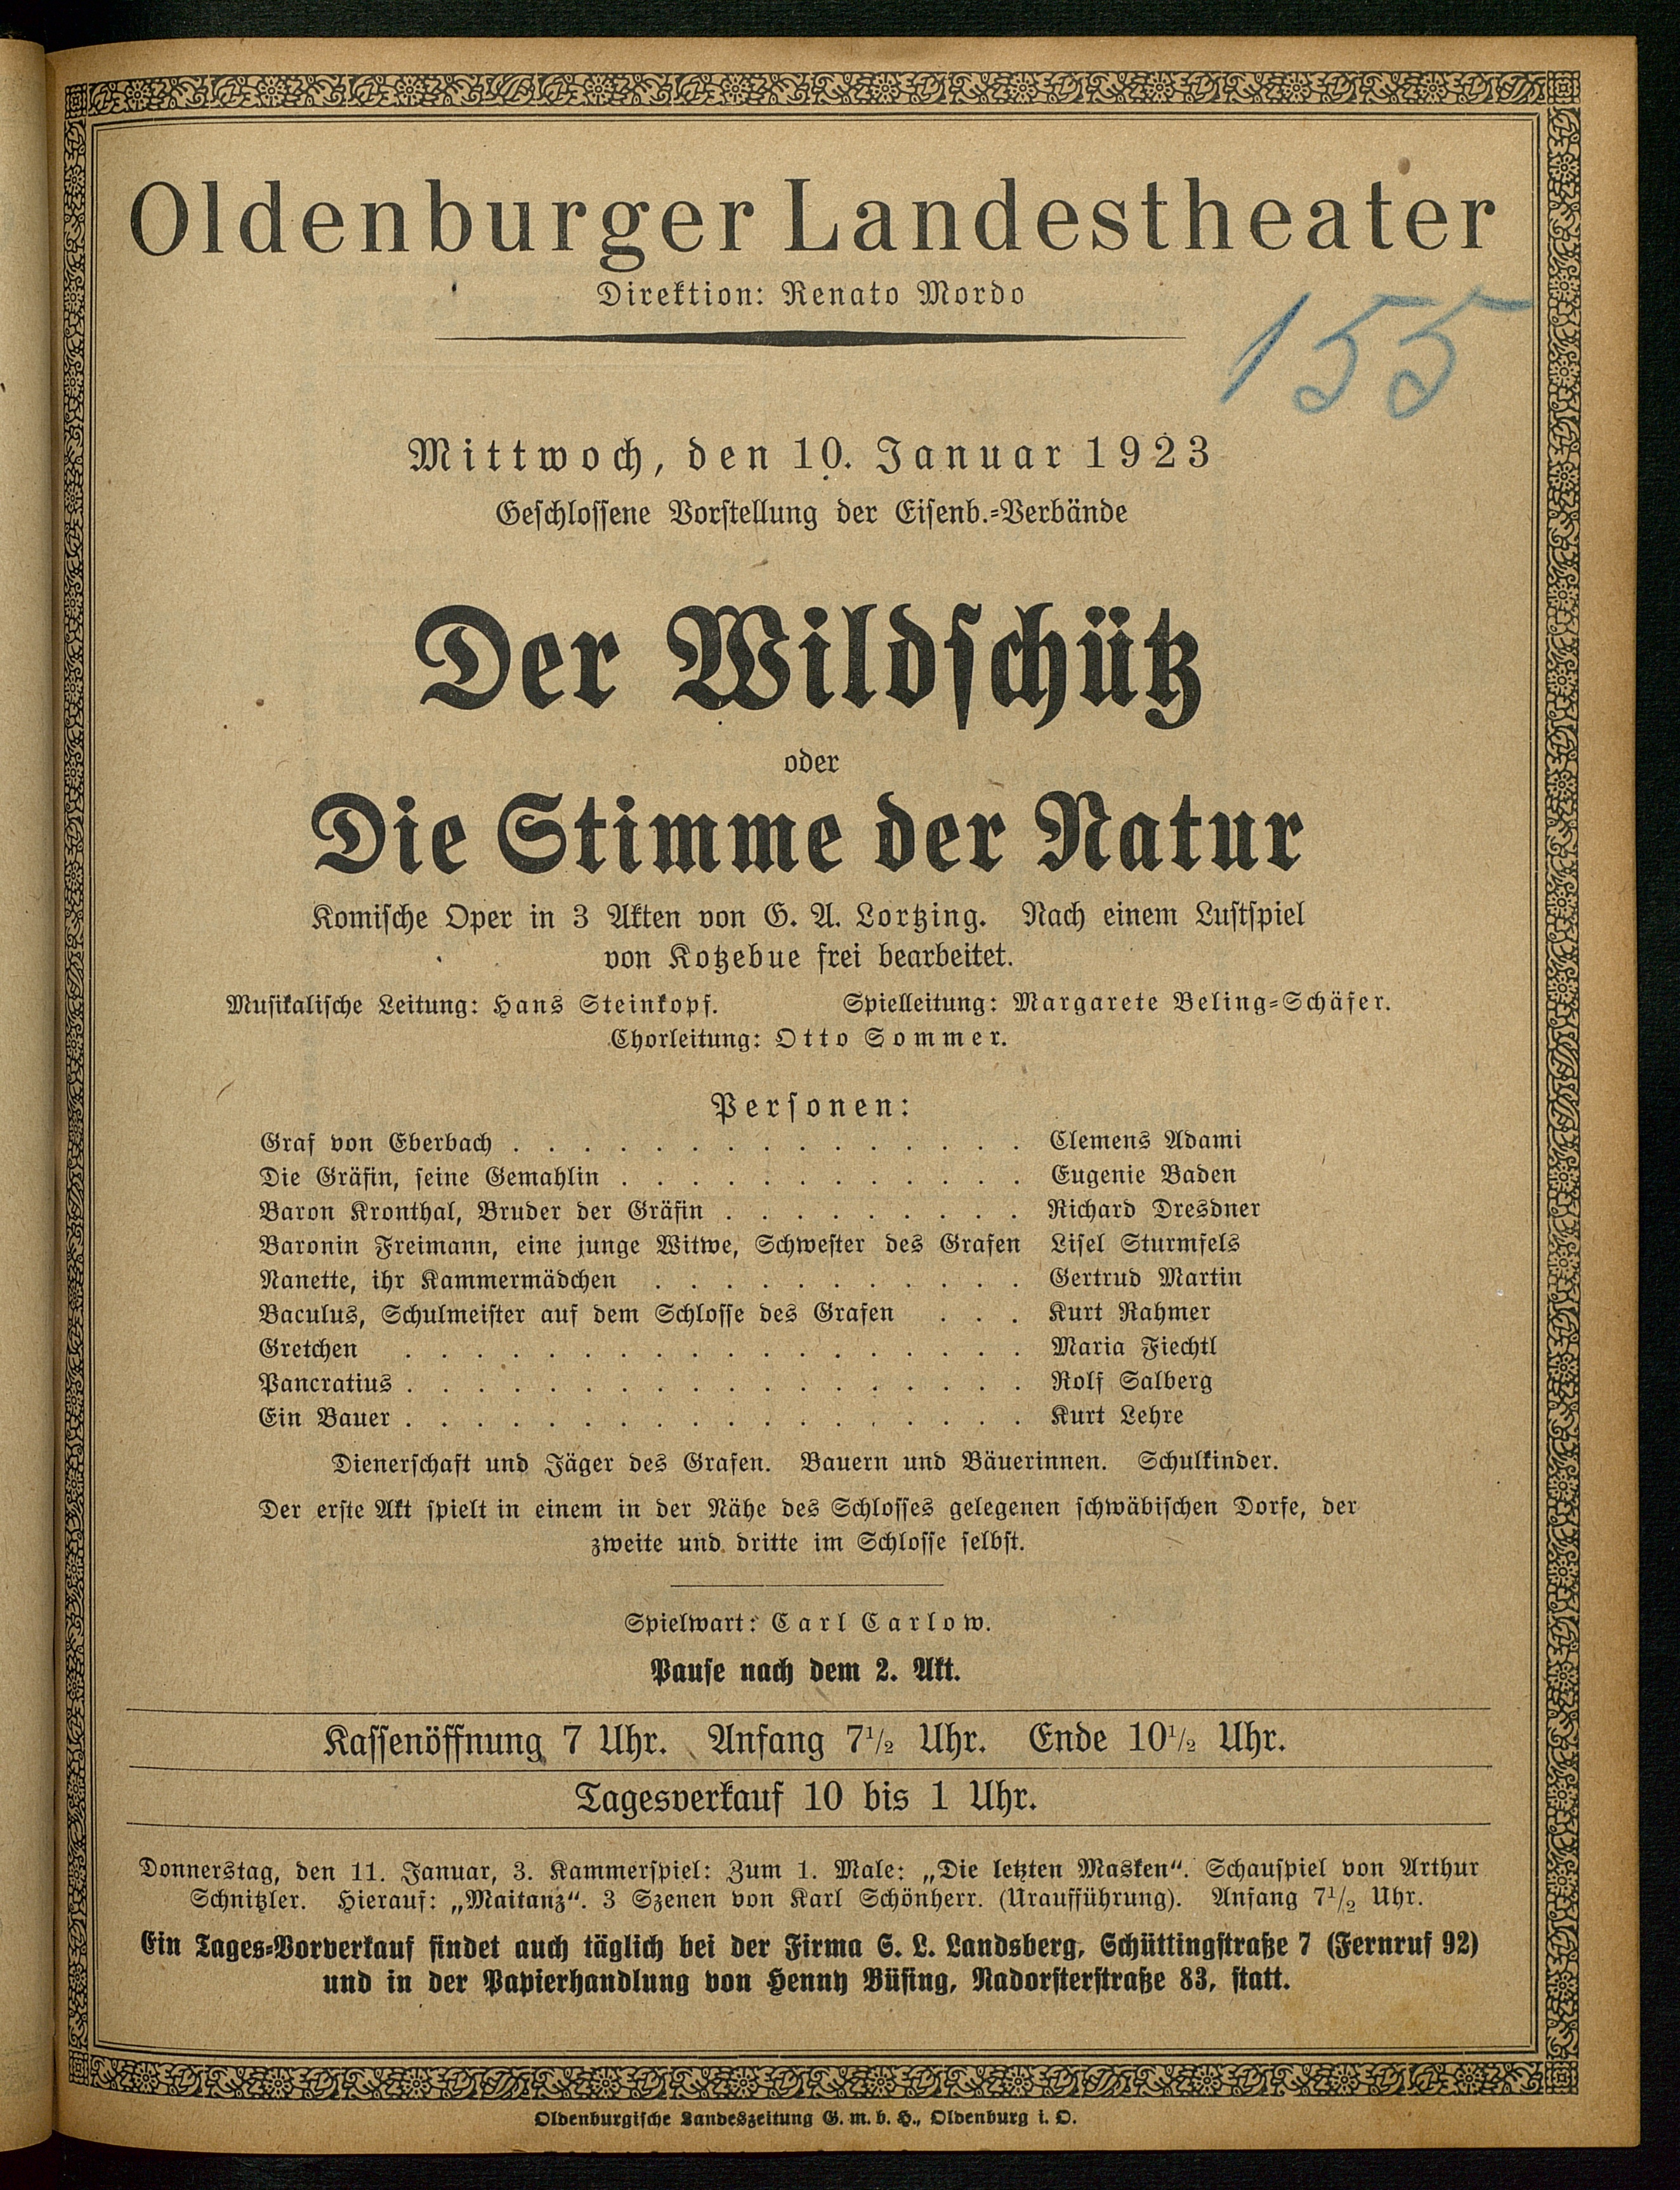 Oldenburger Landestheater
Direktion: Renato Mordo
155
Mittwoch, den 10. Januar 1923
Geschlossene Vorstellung der Eisenb.-Verbände
Der Wildschütz
oder
Die Stimme der Natur
Komische Oper in 3 Akten von G. A. Lortzing. Nach einem Lustspiel
von Kotzebue frei bearbeitet.
Musikalische Leitung: Hans Steinkopf. Spielleitung: Margarete Beling-Schäfer.
Chorleitung: Otto Sommer.
Personen:
Graf von Eberbach . . . . . . . . . . . . . . . Clemens Adami
Die Gräfin, seine Gemahlin . . . . . . . . . . . . Eugenie Baden
Baron Kronthal, Bruder der Gräfin . . . . . . . . . Richard Dresdner
Baronin Freimann, eine junge Witwe, Schwester des Grafen Lisel Sturmfels
Nanette, ihr Kammermädchen . . . . . . . . . . . Gertrud Martin
Baculus, Schulmeister auf dem Schlosse des Grafen . . . Kurt Rahmer
Gretchen . . . . . . . . . . . . . . . . . . Maria Fiechtl
Pancratius . . . . . . . . . . . . . . . . . . Rolf Salberg
Ein Bauer . . . . . . . . . . . . . . . . . . Kurt Lehre
Dienerschaft und Jäger des Grafen. Bauern und Bäuerinnen. Schulkinder.
Der erste Akt spielt in einem in der Nähe des Schlosses gelegenen schwäbischen Dorfe, der
zweite und dritte im Schlosse selbst.
Spielwart: Carl Carlow.
Pause nach dem 2. Akt.
Kassenöffnung 7 Uhr. Anfang 7½ Uhr. Ende 10½ Uhr.
Tagesverkauf 10 bis 1 Uhr.
Donnerstag, den 11. Januar, 3. Kammerspiel: Zum 1. Male: „Die letzten Masken“. Schauspiel von Arthur
Schnitzler. Hierauf: „Maitanz“. 3 Szenen von Karl Schönherr. (Uraufführung). Anfang 7½ Uhr.
Ein Tages-Vorverkauf findet auch täglich bei der Firma S. L. Landsberg, Schüttingstraße 7 (Fernruf 92)
und in der Papierhandlung von Henny Büsing, Nadorsterstraße 83, statt.
Oldenburgische Landeszeitung G. m. b. H., Oldenburg i. O.